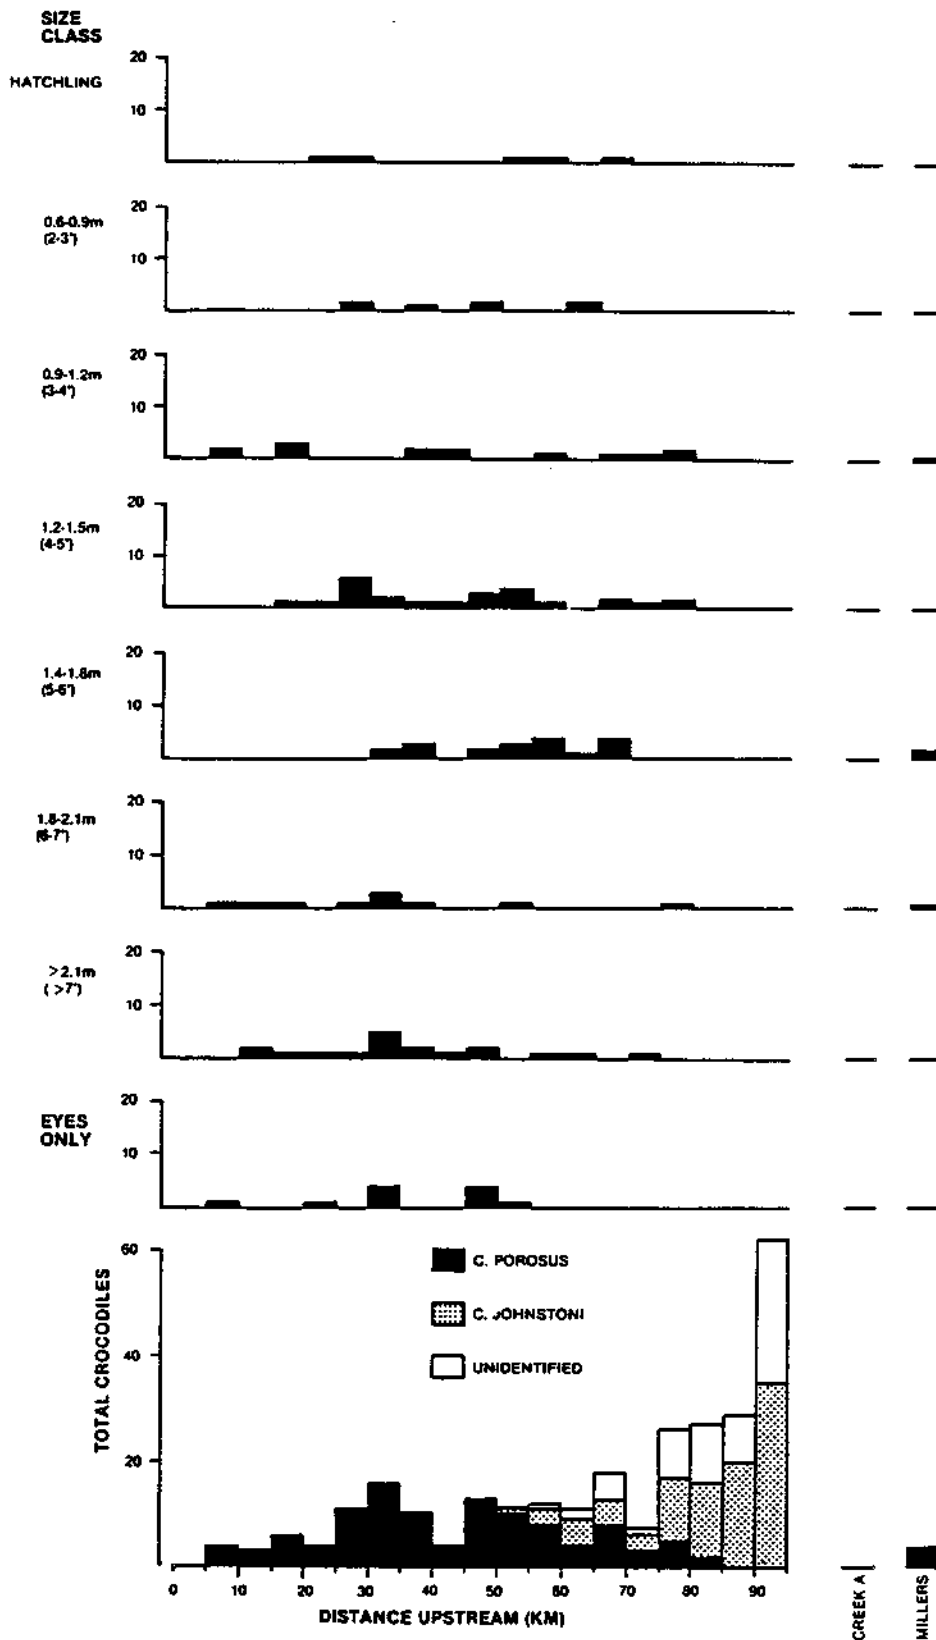 SIZE
CLASS
HATCHLING
20
10
0.6-0.9m
(2-3')
20
10
0.9-1.2m
(3-4')
20
10
1.2-1.5m
(4-5')
20
10
1.4-1.8m
(5-6')
20
10
1.8-2.1m
(6-7')
20
10
>2.1m
( >7')
20
10
EYES
ONLY
20
10
TOTAL CROCODILES
60
40
20
C. POROSUS
C. JOHNSTONI
UNIDENTIFIED
0 10 20 30 40 50 60 70 80 90
DISTANCE UPSTREAM (KM)
CREEK A
MILLERS